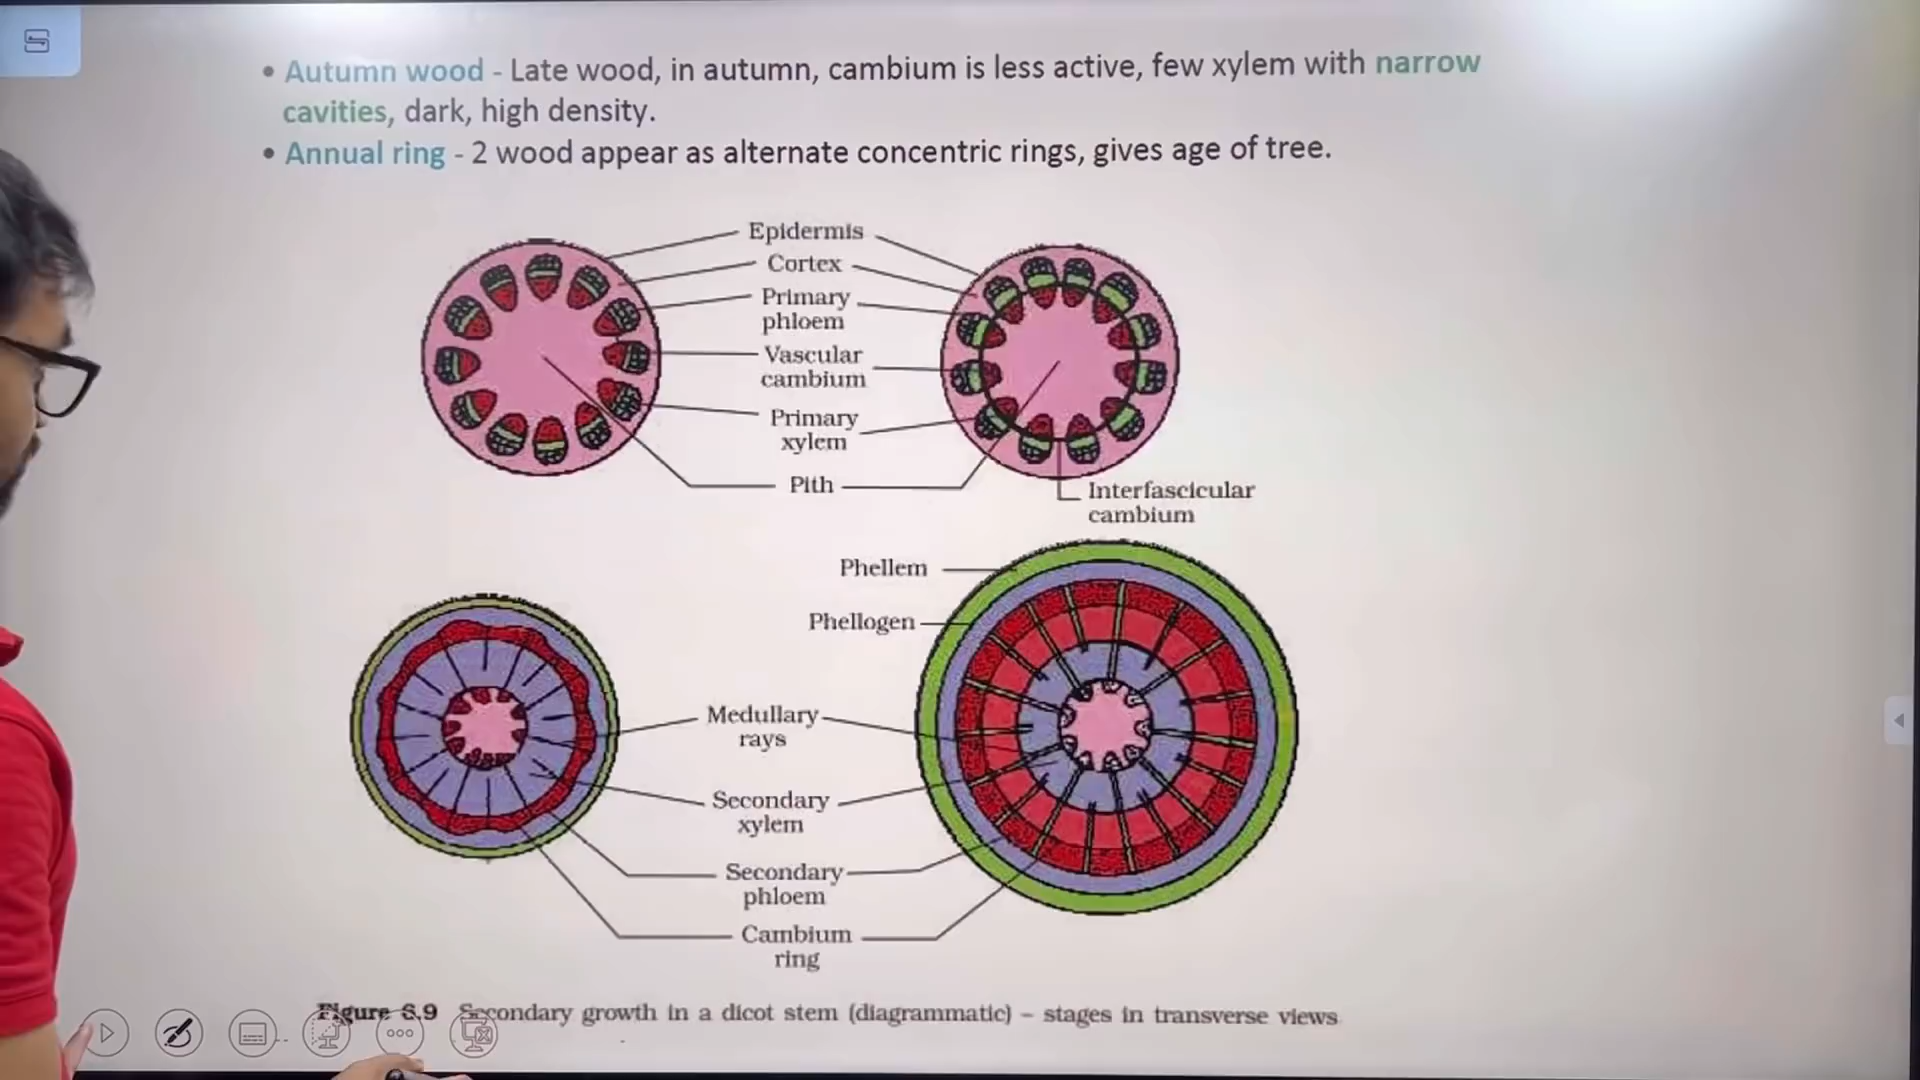 • Autumn wood - Late wood, in autumn, cambium is less active, few xylem with narrow
cavities, dark, high density.
• Annual ring - 2 wood appear as alternate concentric rings, gives age of tree.
Epidermis
Cortex
Primary
phloem
Vascular
cambium
Primary
xylem
Pith
Interfascicular
cambium
Phellem
Phellogen
Medullary
rays
Secondary
xylem
Secondary
phloem
Cambium
ring
Figure 6.9 Secondary growth in a dicot stem (diagrammatic) – stages in transverse views